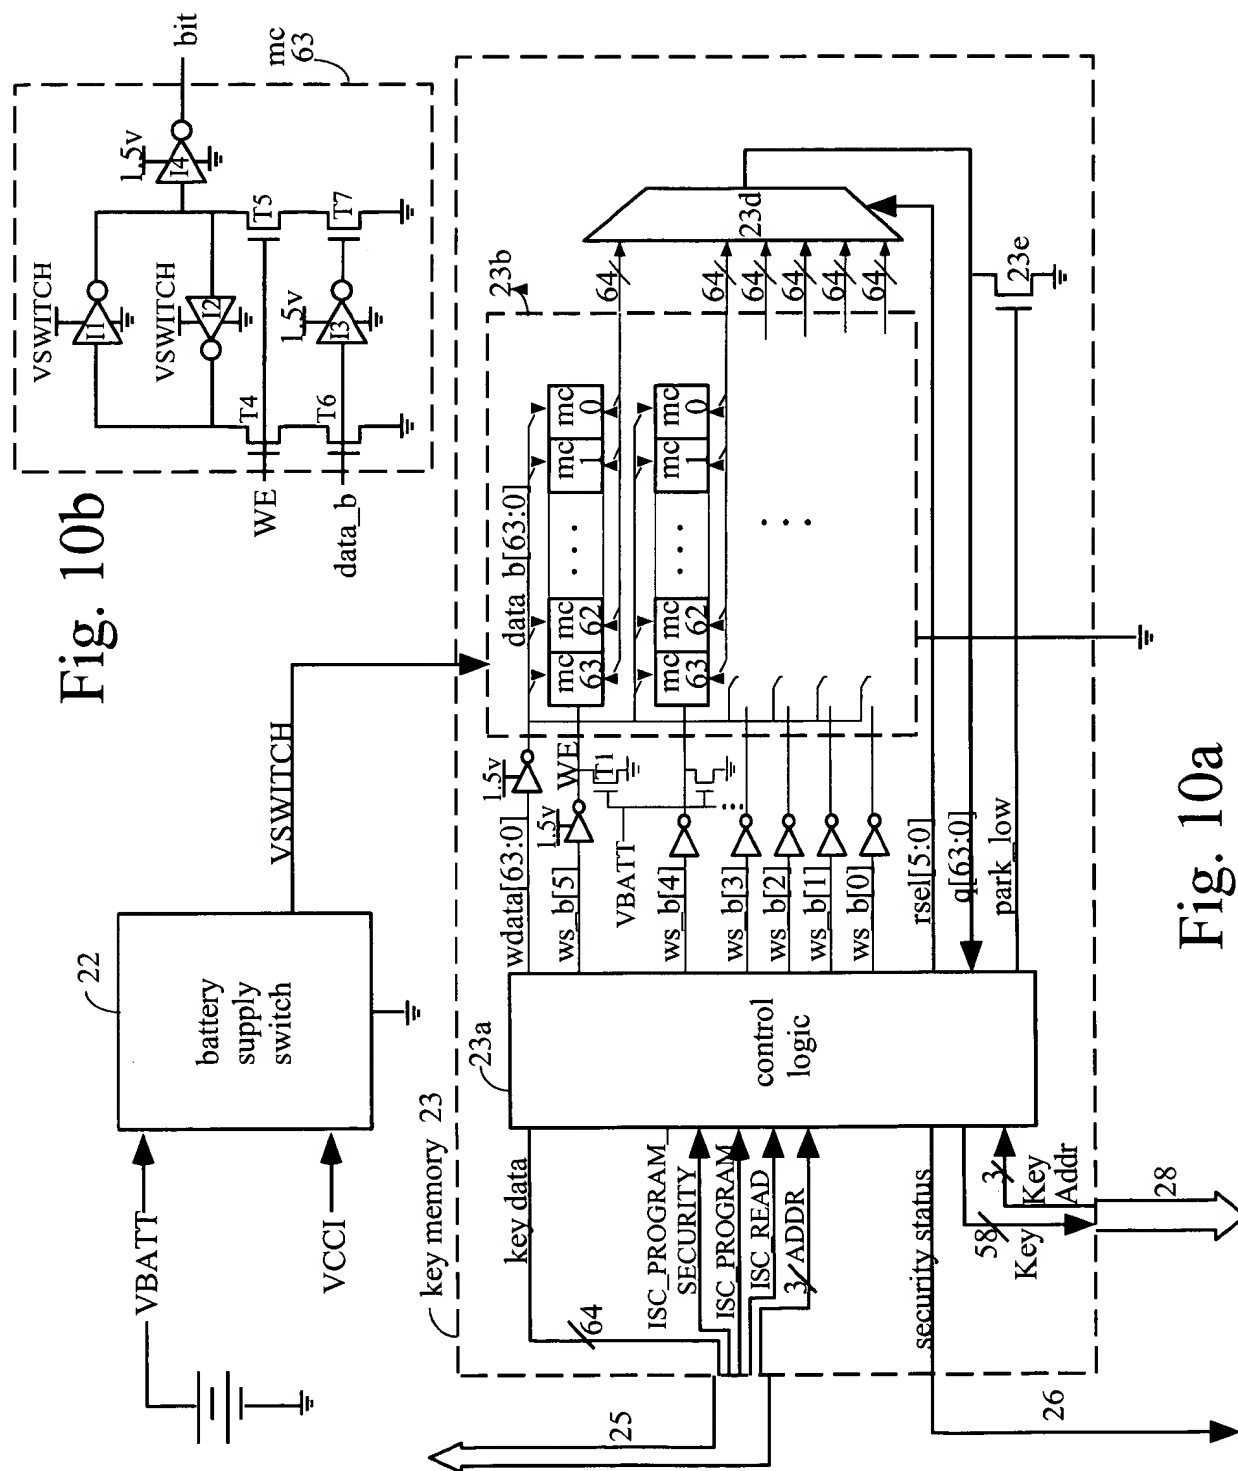 Fig. 10b
VSWITCH
I1
VSWITCH
I2
1.5v
I4
bit
mc
63
T4
T5
WE
1.5v
I3
T6
T7
data_b
VBATT
VCCI
22
battery
supply
switch
VSWITCH
key memory 23
23a
control
logic
key data
64
ISC_PROGRAM_
SECURITY
ISC_PROGRAM
ISC_READ
3
ADDR
security status
58
Key
3
Key
Addr
25
26
28
wdata[63:0]
1.5v
ws_b[5]
1.5v
WE
T1
VBATT
ws_b[4]
ws_b[3]
ws_b[2]
ws_b[1]
ws_b[0]
rsel[5:0]
q[63:0]
park_low
data b[63:0]
23b
mc
63
mc
62
. . .
mc
1
mc
0
mc
63
mc
62
. . .
mc
1
mc
0
. . .
64
64
64
64
64
64
23d
23e
Fig. 10a